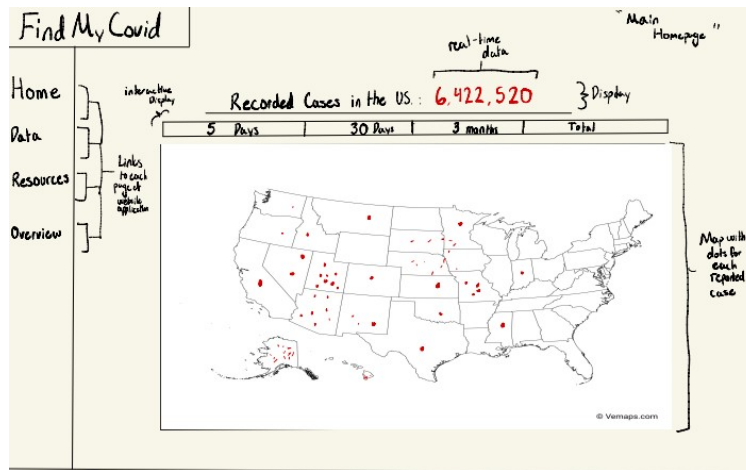 Find My Covid
"Main
Homepage"
real-time
data
Home
Data
Resources
Overview
Links
to each
page of
website
application
interactive
Display
Recorded Cases in the US.: 6,422,520
Display
5 Days
30 Days
3 months
Total
Map with
dots for
each
reported
case
© Vemaps.com